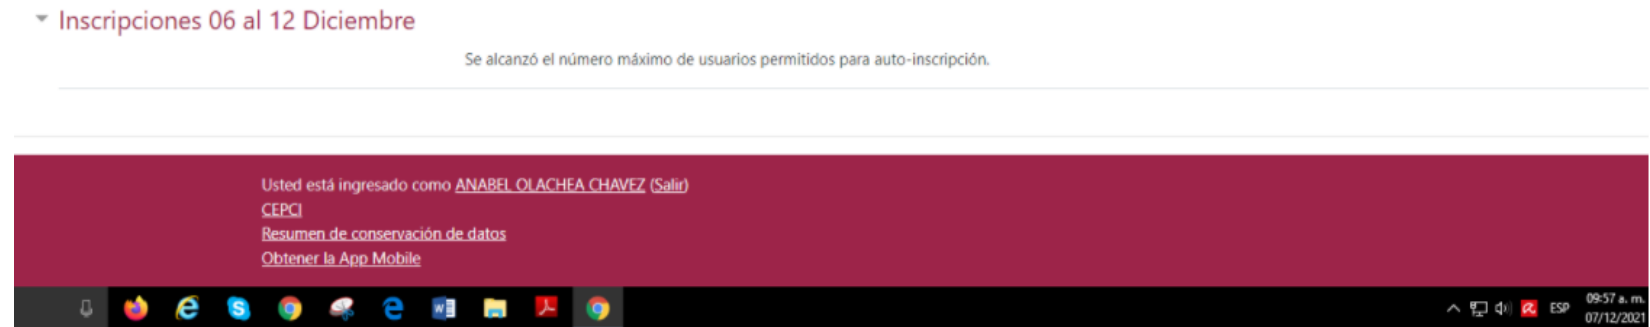 Inscripciones 06 al 12 Diciembre
Se alcanzó el número máximo de usuarios permitidos para auto-inscripción.
Usted está ingresado como ANABEL OLACHEA CHAVEZ (Salir)
CEPCI
Resumen de conservación de datos
Obtener la App Mobile
ESP
09:57 a. m.
07/12/2021